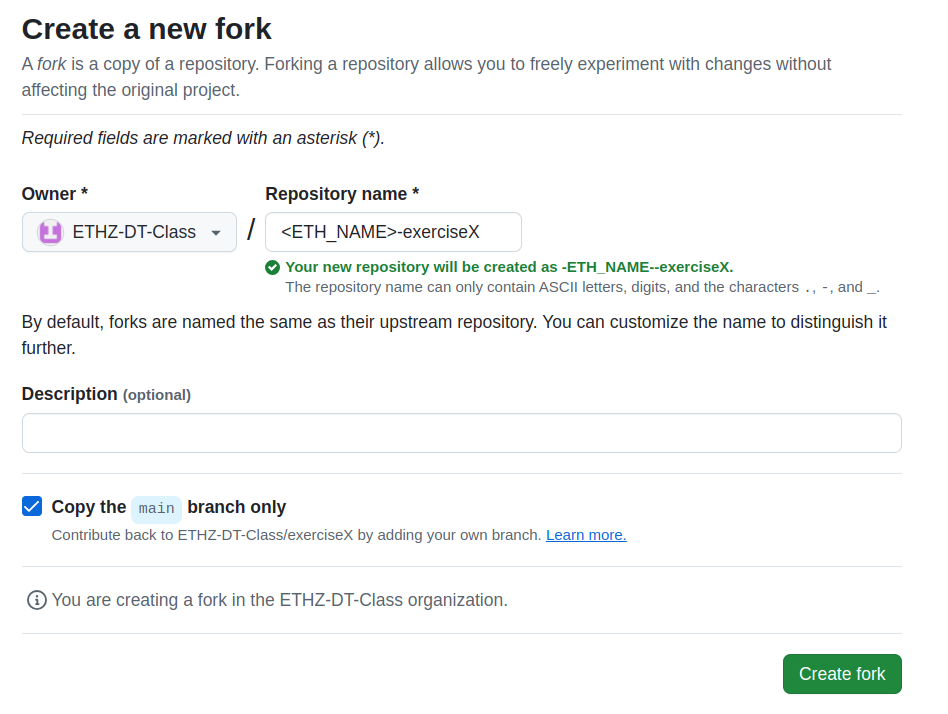 Create a new fork
A fork is a copy of a repository. Forking a repository allows you to freely experiment with changes without
affecting the original project.
Required fields are marked with an asterisk (*).
Owner *
Repository name *
ETHZ-DT-Class
/
<ETH_NAME>-exerciseX
Your new repository will be created as -ETH_NAME--exerciseX.
The repository name can only contain ASCII letters, digits, and the characters ., -, and _.
By default, forks are named the same as their upstream repository. You can customize the name to distinguish it
further.
Description (optional)
Copy the main branch only
Contribute back to ETHZ-DT-Class/exerciseX by adding your own branch. Learn more.
You are creating a fork in the ETHZ-DT-Class organization.
Create fork